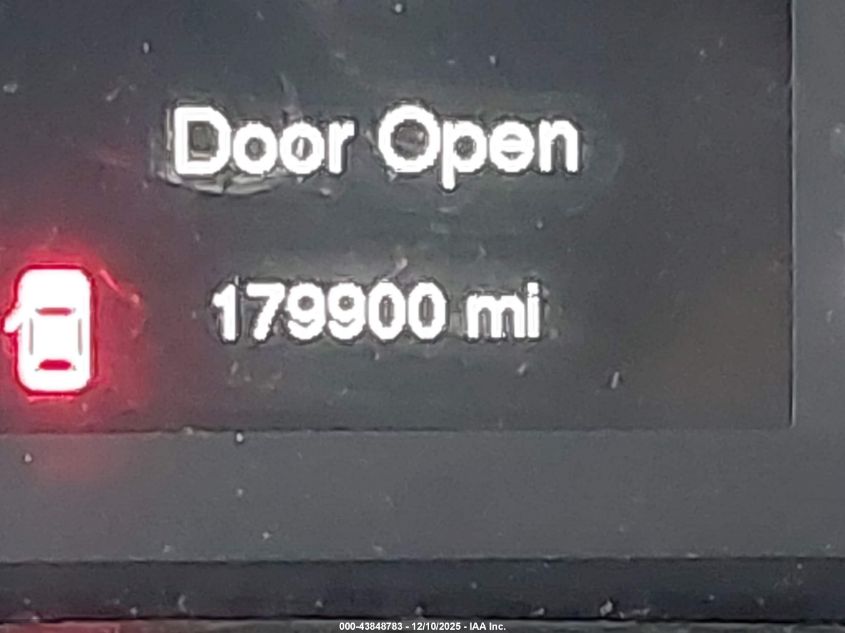 Door Open
179900 mi
000-43848783 - 12/10/2025 - IAA Inc.